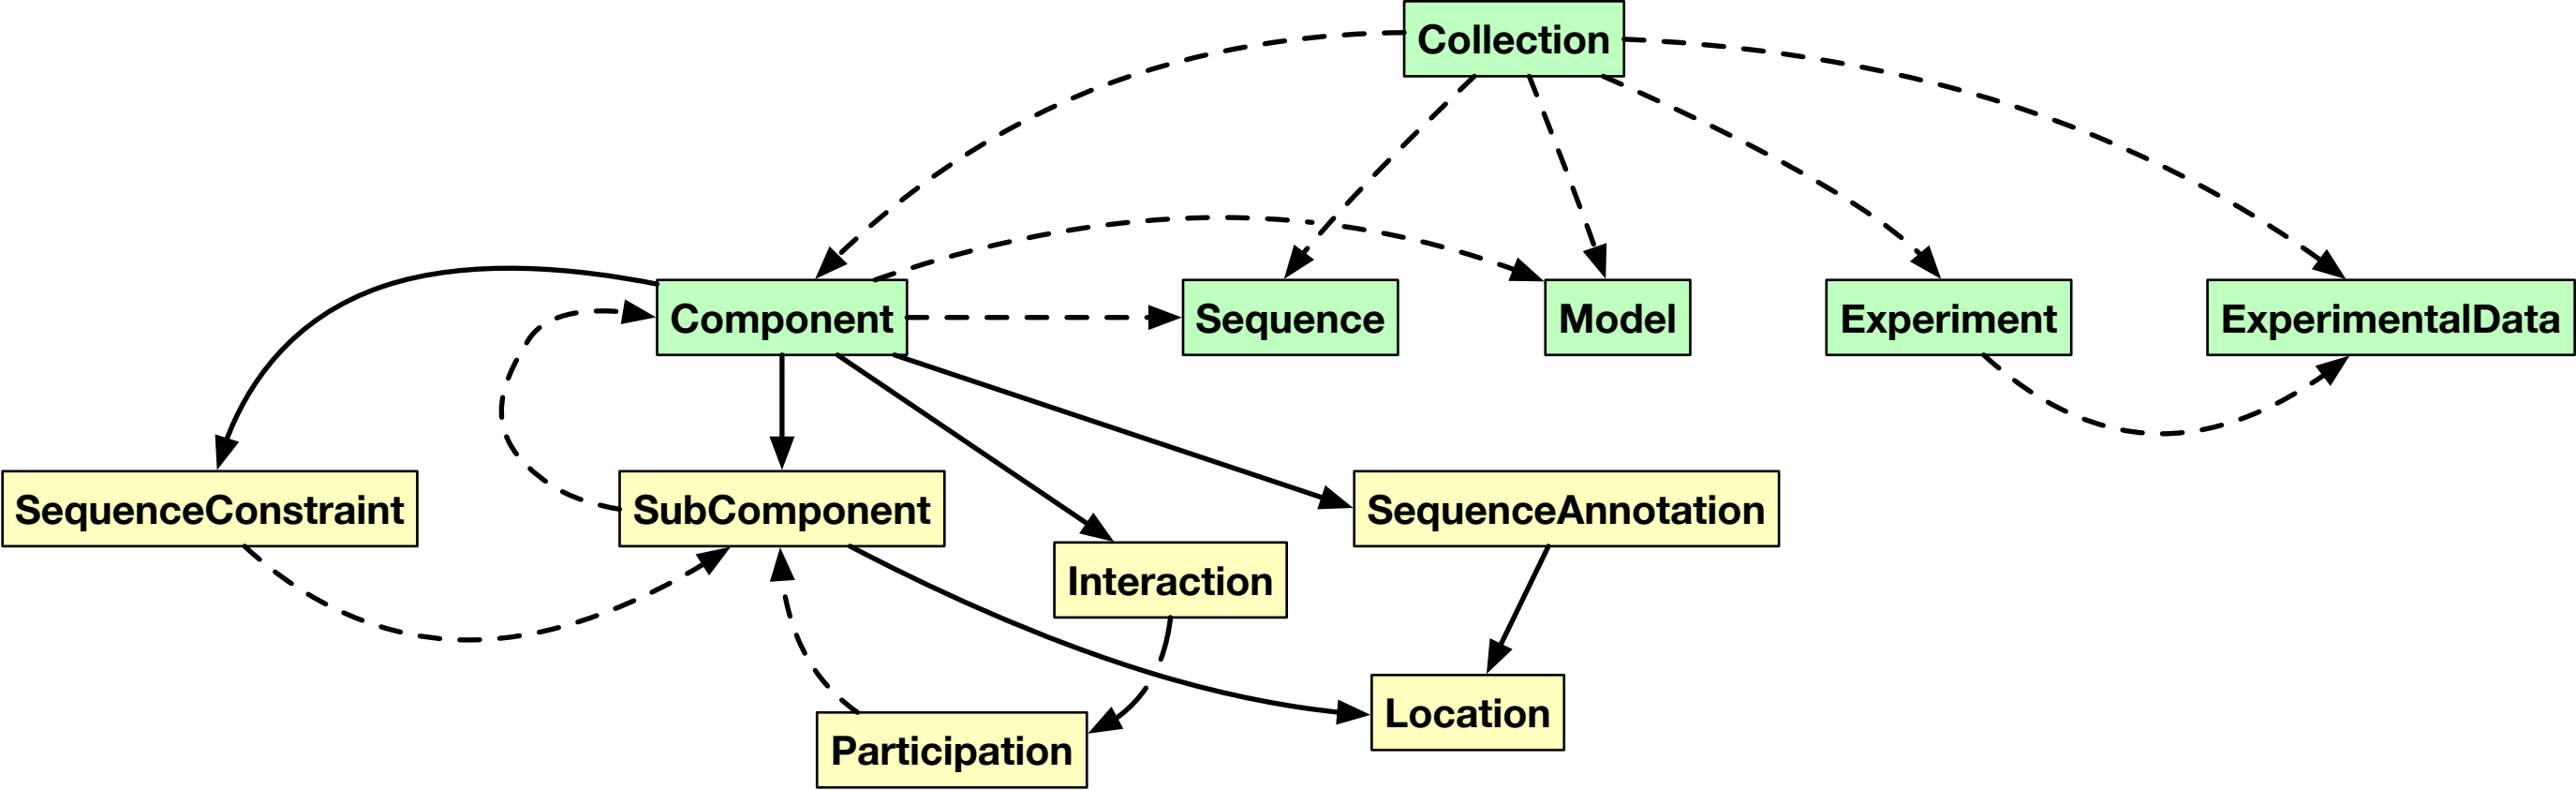 Collection
Component
Sequence
Model
Experiment
ExperimentalData
SequenceConstraint
SubComponent
SequenceAnnotation
Interaction
Location
Participation